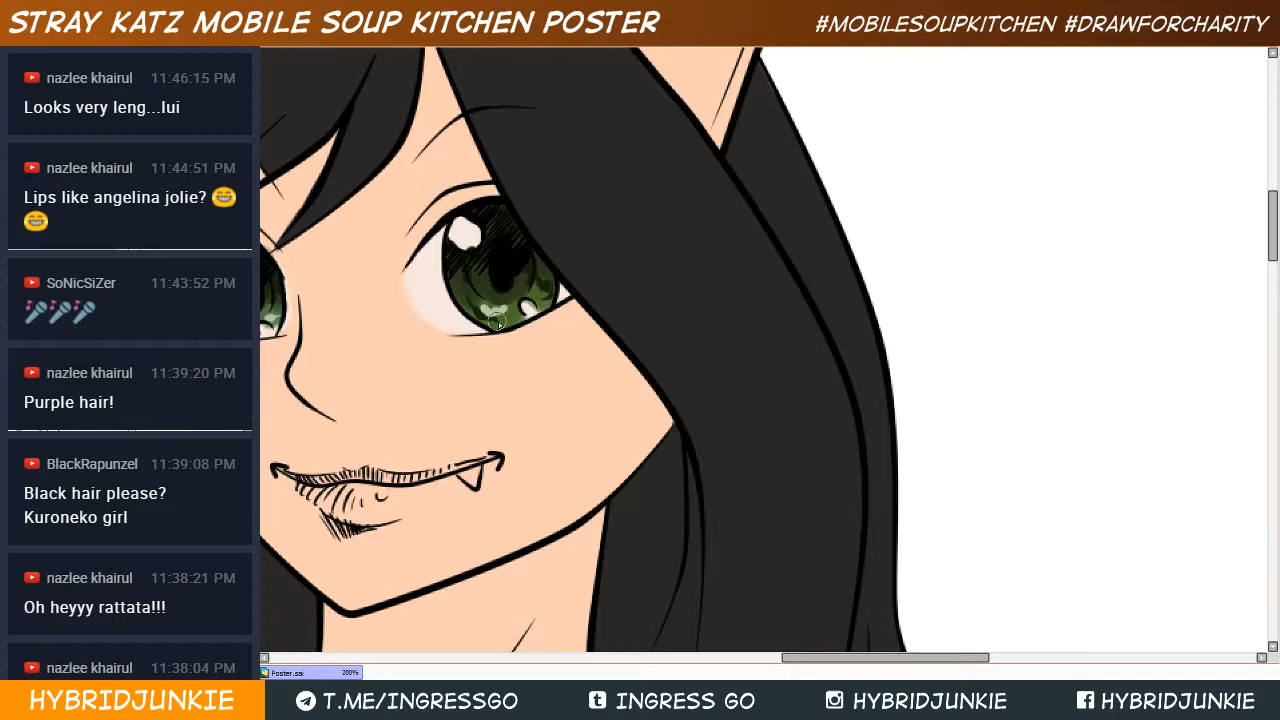 STRAY KATZ MOBILE SOUP KITCHEN POSTER
#MOBILESOUPKITCHEN #DRAWFORCHARITY
nazlee khairul 11:46:15 PM
Looks very leng...lui
nazlee khairul 11:44:51 PM
Lips like angelina jolie? 😁
😁
SoNicSiZer 11:43:52 PM
🎤🎤🎤
nazlee khairul 11:39:20 PM
Purple hair!
BlackRapunzel 11:39:08 PM
Black hair please?
Kuroneko girl
nazlee khairul 11:38:21 PM
Oh heyyy rattata!!!
nazlee khairul 11:38:04 PM
Poster.sai 200%
HYBRIDJUNKIE
T.ME/INGRESSGO
INGRESS GO
HYBRIDJUNKIE
HYBRIDJUNKIE